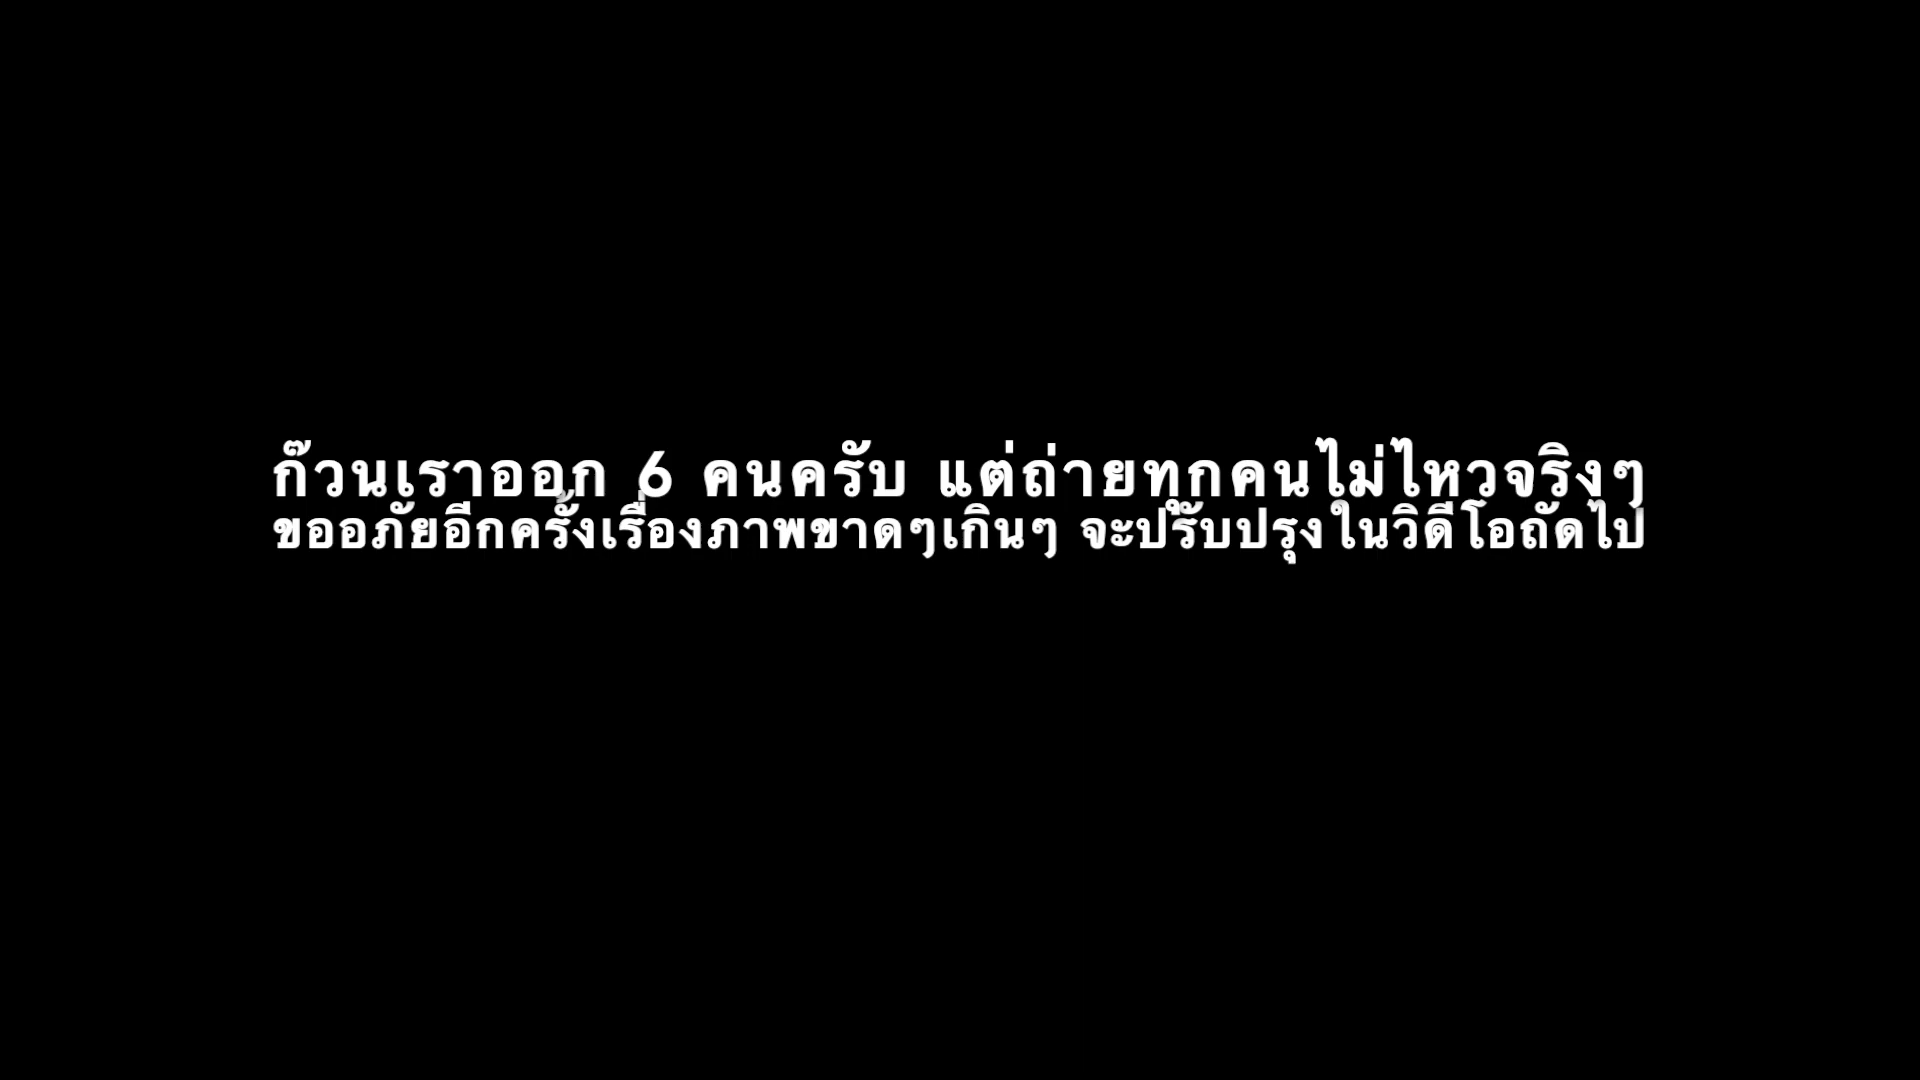 ก๊วนเราออก 6 คนครับ แต่ถ่ายทุกคนไม่ไหวจริงๆ
ขออภัยอีกครั้งเรื่องภาพขาดๆเกินๆ จะปรับปรุงในวิดีโอถัดไป